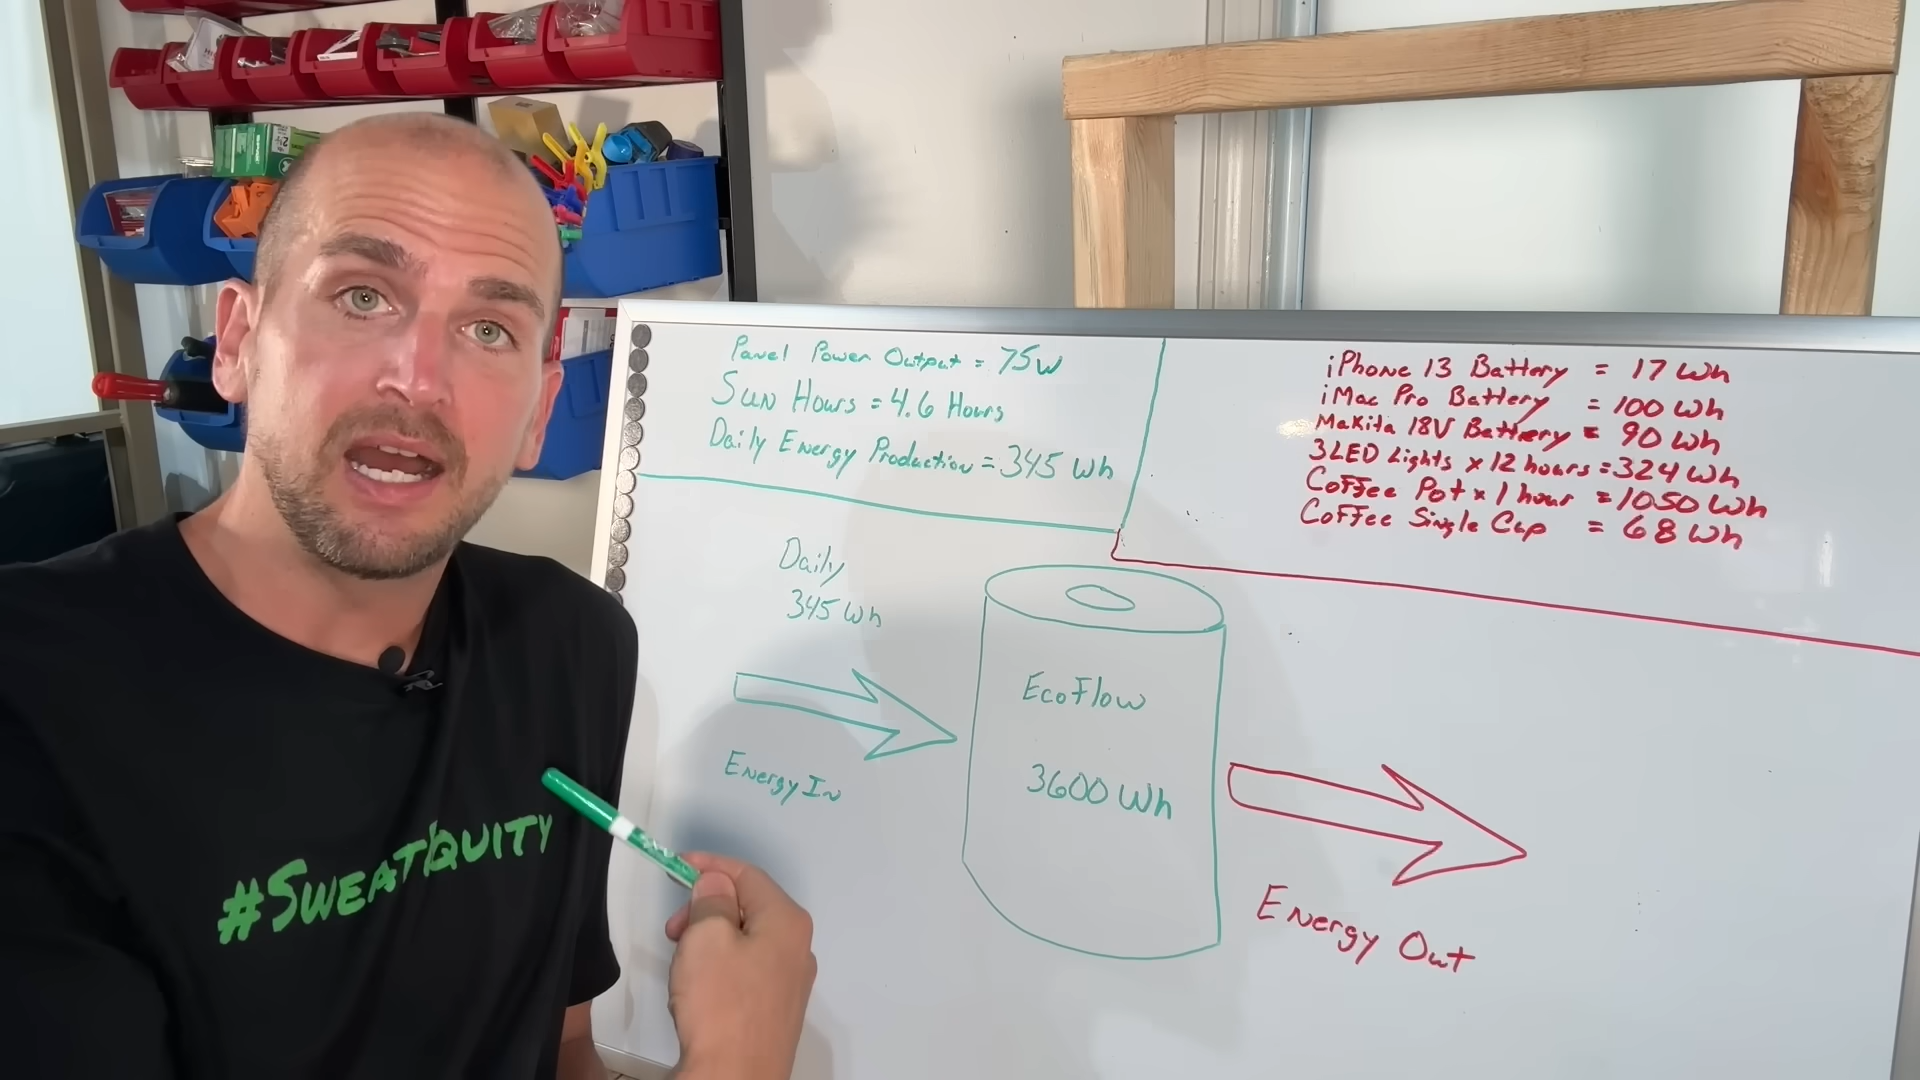 Panel Power Output = 75W
Sun Hours = 4.6 Hours
Daily Energy Production = 345 Wh
iPhone 13 Battery = 17 Wh
iMac Pro Battery = 100 Wh
Makita 18V Battery = 90 Wh
3 LED Lights x 12 hours = 324 Wh
Coffee Pot x 1 hour = 1050 Wh
Coffee Single Cup = 68 Wh
Daily
345 Wh
Energy In
EcoFlow
3600 Wh
Energy Out
#SWEATEQUITY